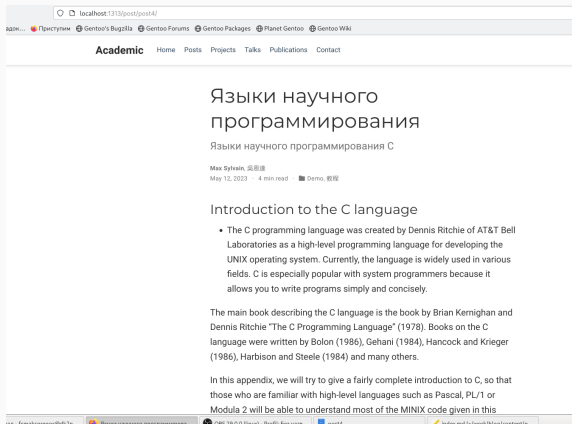 localhost:1313/post/post4/
Приступим Gentoo's Bugzilla Gentoo Forums Gentoo Packages Planet Gentoo Gentoo Wiki
Academic Home Posts Projects Talks Publications Contact
Языки научного
программирования
Языки научного программирования C
Max Sylvain, 吳恩達
May 12, 2023 · 4 min read · Demo, 教程
Introduction to the C language
• The C programming language was created by Dennis Ritchie of AT&T Bell
Laboratories as a high-level programming language for developing the
UNIX operating system. Currently, the language is widely used in various
fields. C is especially popular with system programmers because it
allows you to write programs simply and concisely.
The main book describing the C language is the book by Brian Kernighan and
Dennis Ritchie “The C Programming Language” (1978). Books on the C
language were written by Bolon (1986), Gehani (1984), Hancock and Krieger
(1986), Harbison and Steele (1984) and many others.
In this appendix, we will try to give a fairly complete introduction to C, so that
those who are familiar with high-level languages such as Pascal, PL/1 or
Modula 2 will be able to understand most of the MINIX code given in this